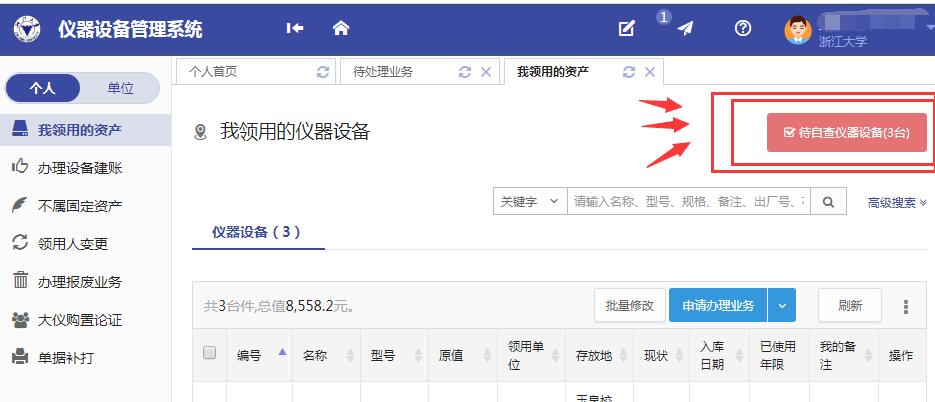 仪器设备管理系统
1
浙江大学
个人首页
待处理业务
我领用的资产
个人
单位
我领用的资产
办理设备建账
不属固定资产
领用人变更
办理报废业务
大仪购置论证
单据补打
我领用的仪器设备
待自查仪器设备(3台)
关键字
请输入名称、型号、规格、备注、出厂号、
高级搜索
仪器设备（3）
共3台件,总值8,558.2元。
批量修改
申请办理业务
刷新
编号
名称
型号
原值
领用单位
存放地
现状
入库日期
已使用年限
我的备注
操作